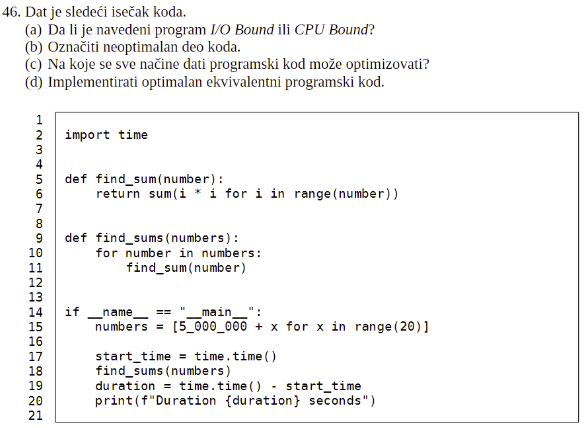 46. Dat je sledeći isečak koda.
(a) Da li je navedeni program I/O Bound ili CPU Bound?
(b) Označiti neoptimalan deo koda.
(c) Na koje se sve načine dati programski kod može optimizovati?
(d) Implementirati optimalan ekvivalentni programski kod.
1
2 import time
3
4
5 def find_sum(number):
6     return sum(i * i for i in range(number))
7
8
9 def find_sums(numbers):
10     for number in numbers:
11         find_sum(number)
12
13
14 if __name__ == "__main__":
15     numbers = [5_000_000 + x for x in range(20)]
16
17     start_time = time.time()
18     find_sums(numbers)
19     duration = time.time() - start_time
20     print(f"Duration {duration} seconds")
21